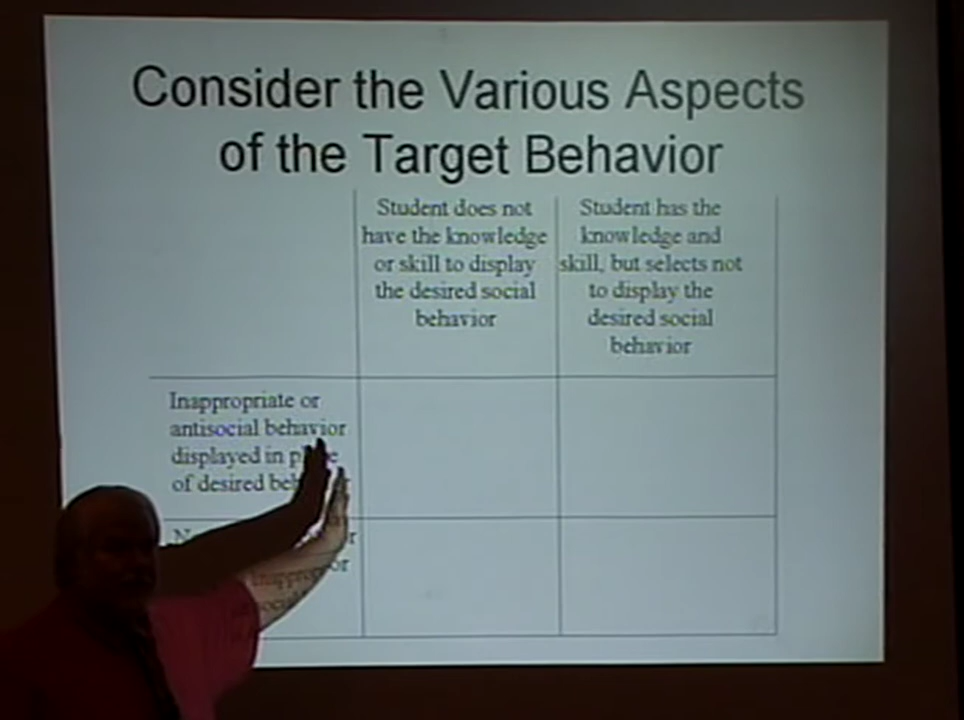 Consider the Various Aspects
of the Target Behavior
Student does not
have the knowledge
or skill to display
the desired social
behavior
Student has the
knowledge and
skill, but selects not
to display the
desired social
behavior
Inappropriate or
antisocial behavior
displayed in
of desired